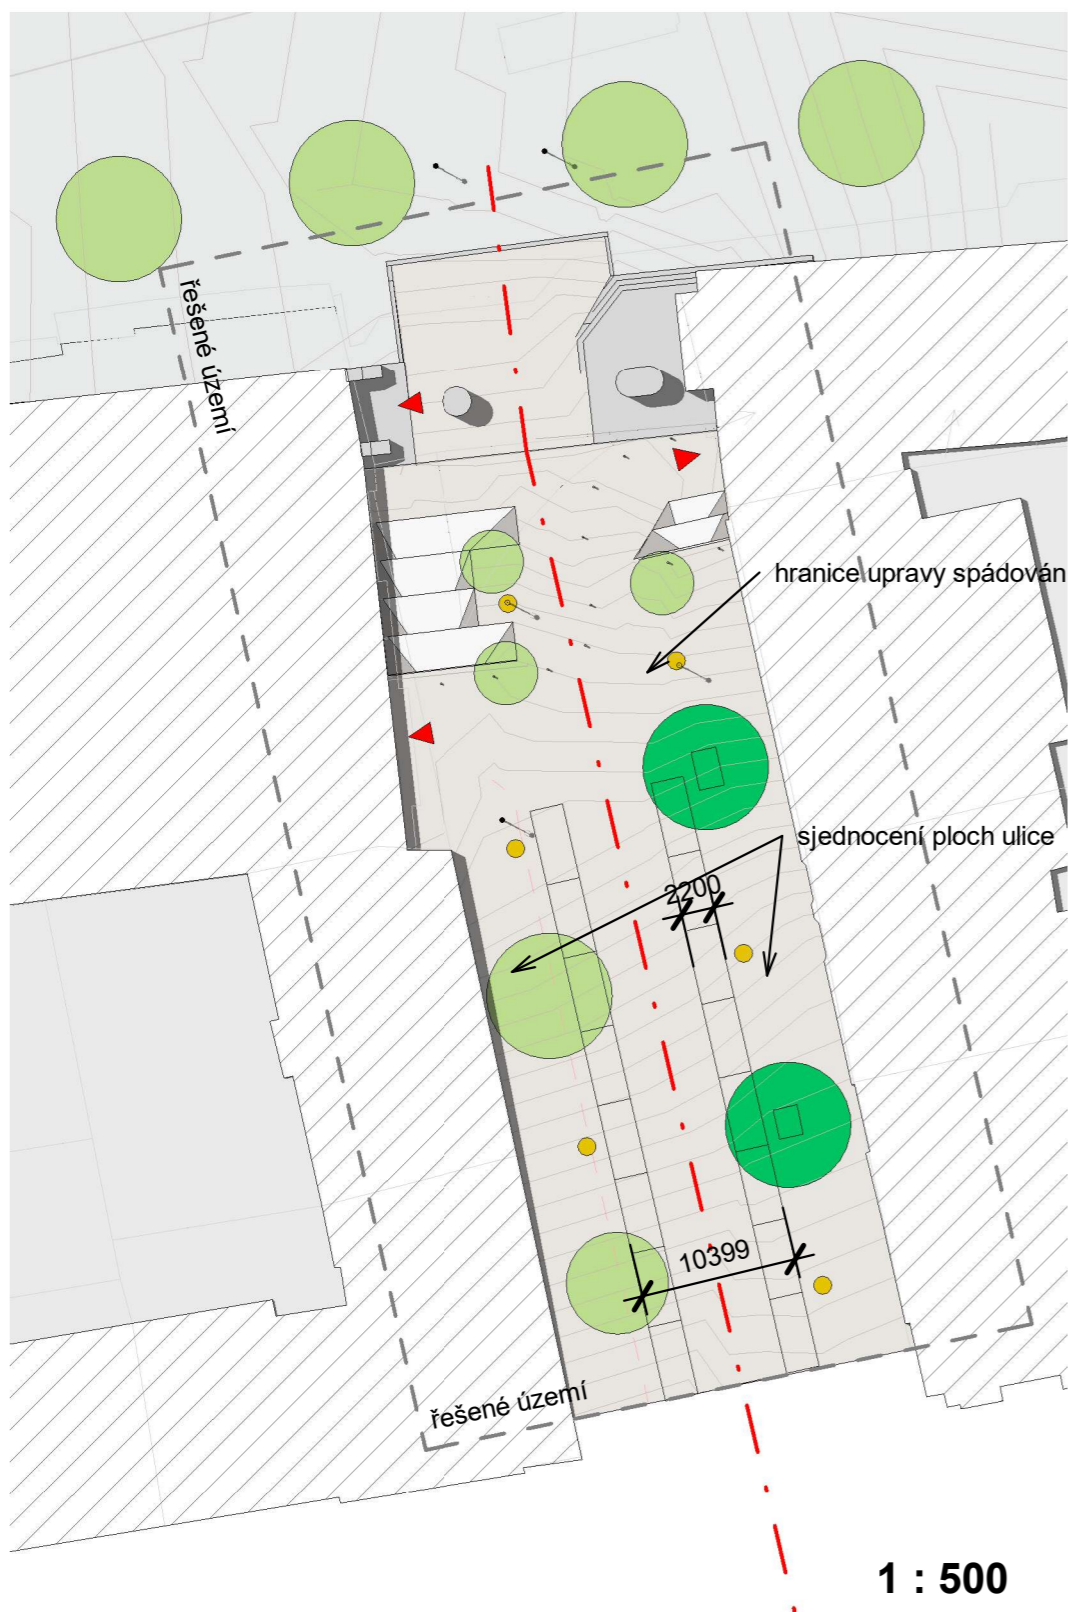 řešené území
hranice upravy spádován
sjednocení ploch ulice
2200
10399
řešené území
1 : 500